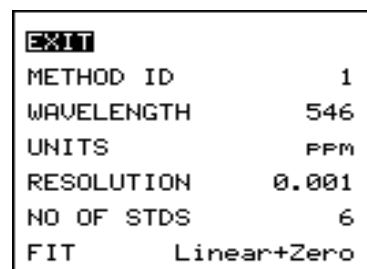 EXIT
METHOD ID 1
WAVELENGTH 546
UNITS ppm
RESOLUTION 0.001
NO OF STDS 6
FIT Linear+Zero